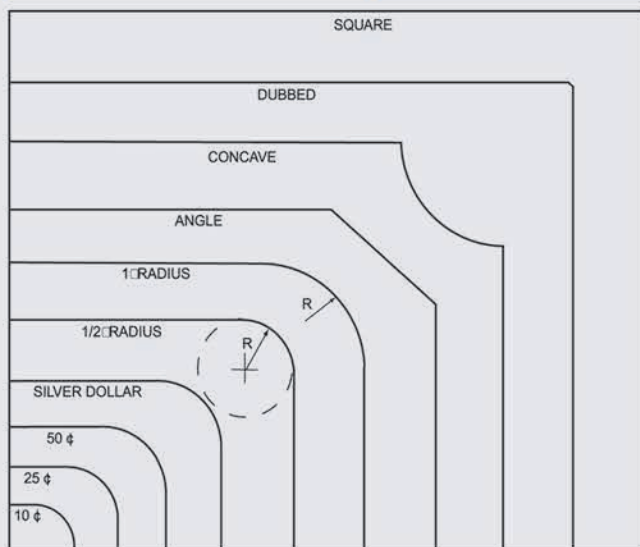 SQUARE
DUBBED
CONCAVE
ANGLE
1□RADIUS
R
1/2□RADIUS
R
SILVER DOLLAR
50 ¢
25 ¢
10 ¢